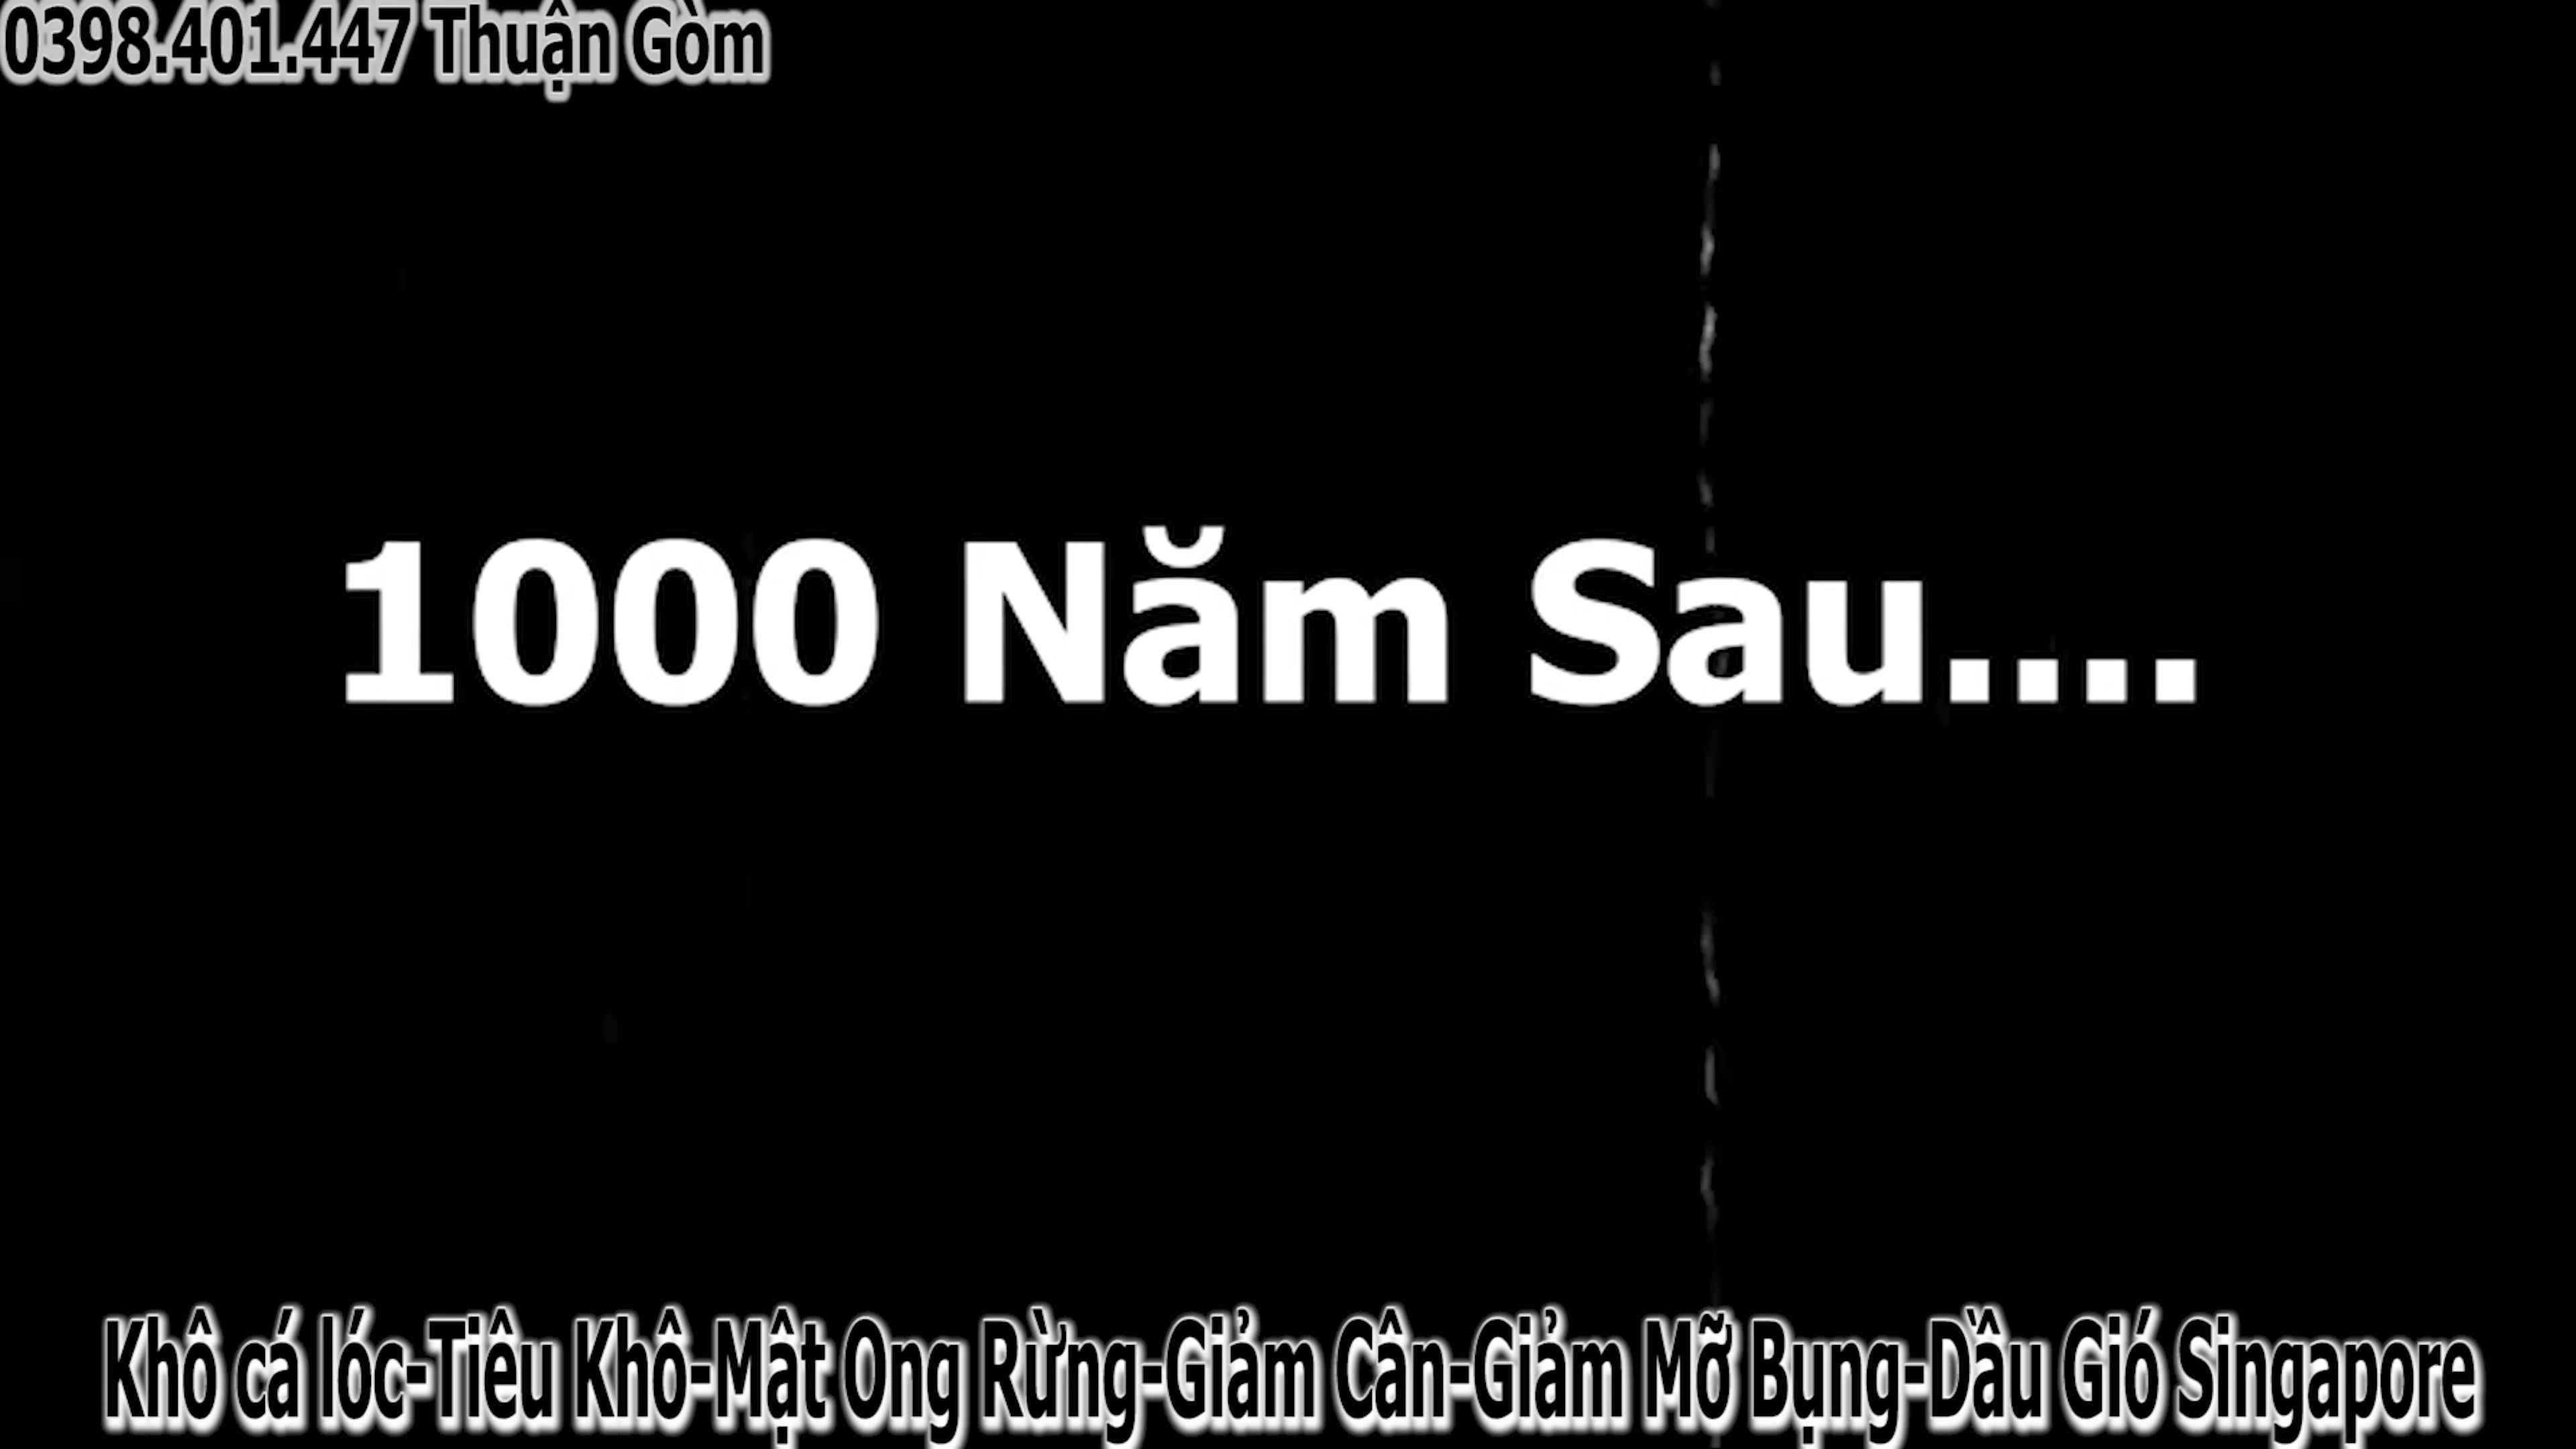 0398.401.447 Thuận Gòm
1000 Năm Sau....
Khô cá lóc-Tiêu Khô-Mật Ong Rừng-Giảm Cân-Giảm Mỡ Bụng-Dầu Gió Singapore